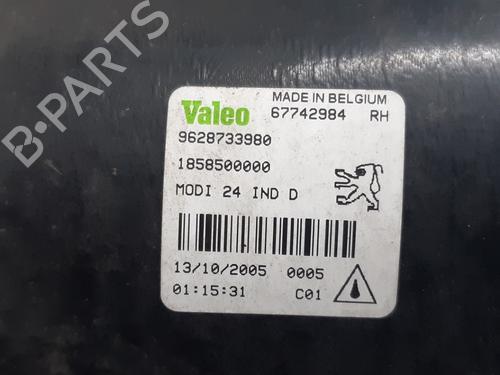 B-PARTS
Valeo
MADE IN BELGIUM
67742984 RH
9628733980
1858500000
MODI 24 IND D
13/10/2005 0005
01:15:31 C01